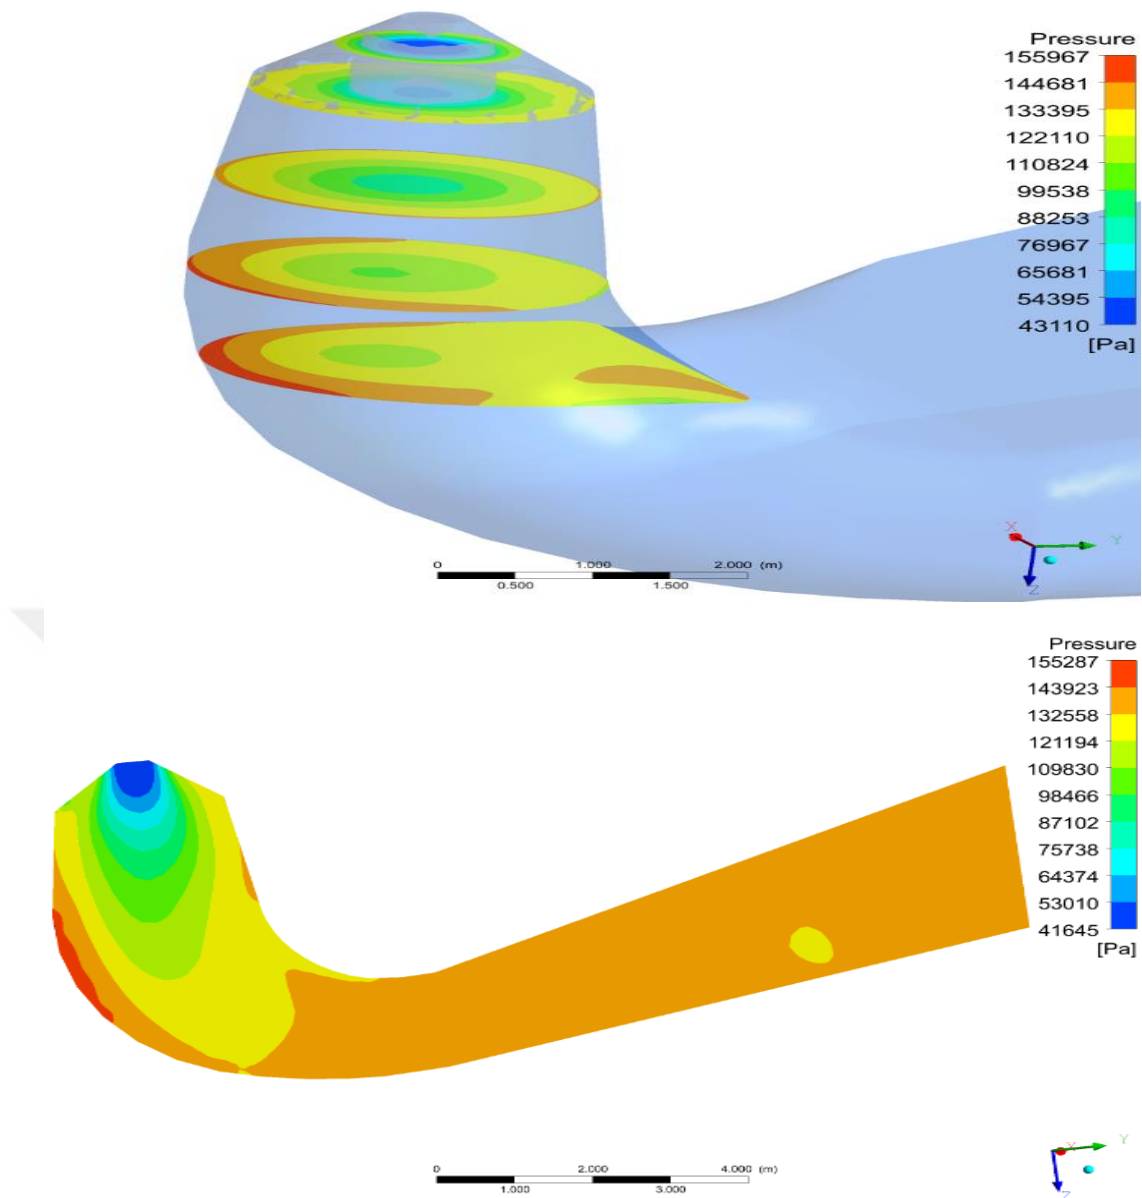 Pressure
155967
144681
133395
122110
110824
99538
88253
76967
65681
54395
43110
[Pa]
X
Y
Z
0 1.000 2.000 (m)
0.500 1.500
Pressure
155287
143923
132558
121194
109830
98466
87102
75738
64374
53010
41645
[Pa]
X
Y
Z
0 2.000 4.000 (m)
1.000 3.000